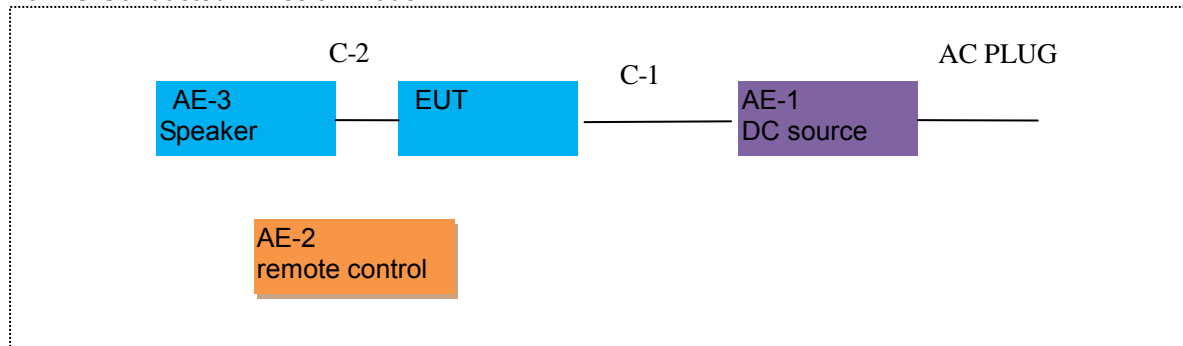 C-2
AC PLUG
C-1
AE-3
Speaker
EUT
AE-1
DC source
AE-2
remote control